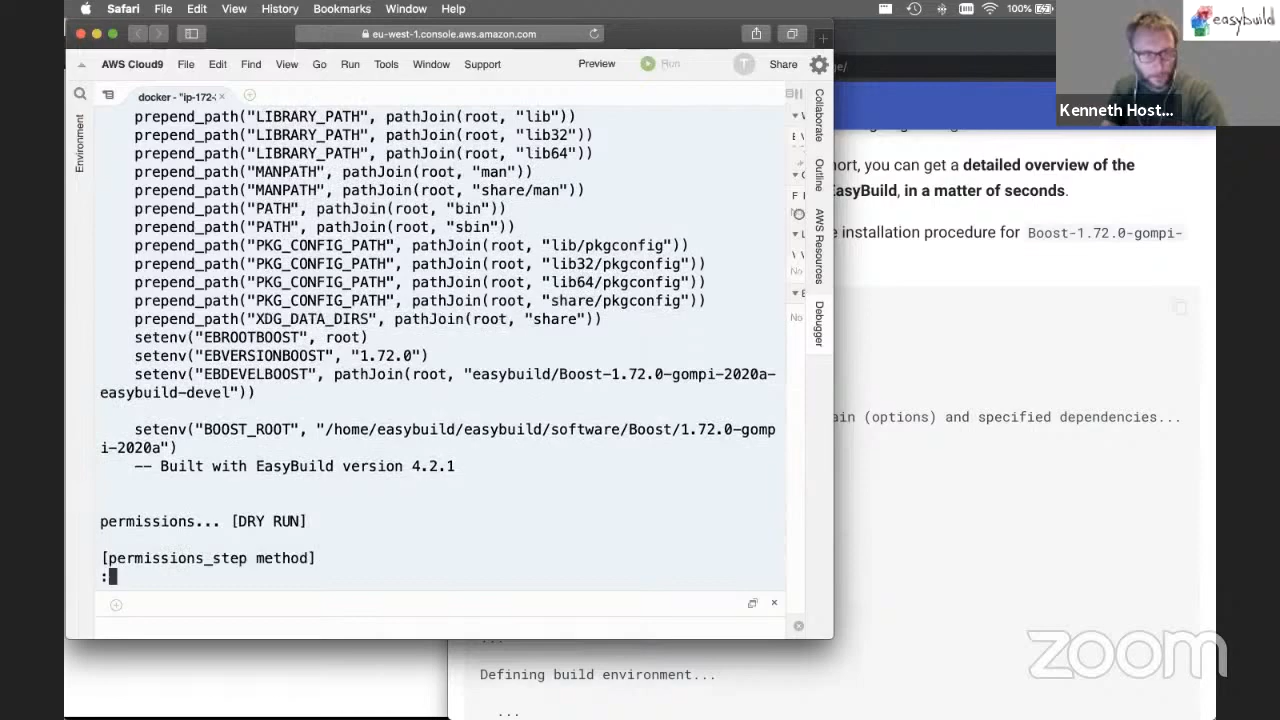 Safari File Edit View History Bookmarks Window Help
100%
easybuild
eu-west-1.console.aws.amazon.com
AWS Cloud9 File Edit Find View Go Run Tools Window Support Preview Run T Share
Kenneth Host...
docker - "ip-172-
Environment
Collaborate
Outline
AWS Resources
Debugger
prepend_path("LIBRARY_PATH", pathJoin(root, "lib"))
prepend_path("LIBRARY_PATH", pathJoin(root, "lib32"))
prepend_path("LIBRARY_PATH", pathJoin(root, "lib64"))
prepend_path("MANPATH", pathJoin(root, "man"))
prepend_path("MANPATH", pathJoin(root, "share/man"))
prepend_path("PATH", pathJoin(root, "bin"))
prepend_path("PATH", pathJoin(root, "sbin"))
prepend_path("PKG_CONFIG_PATH", pathJoin(root, "lib/pkgconfig"))
prepend_path("PKG_CONFIG_PATH", pathJoin(root, "lib32/pkgconfig"))
prepend_path("PKG_CONFIG_PATH", pathJoin(root, "lib64/pkgconfig"))
prepend_path("PKG_CONFIG_PATH", pathJoin(root, "share/pkgconfig"))
prepend_path("XDG_DATA_DIRS", pathJoin(root, "share"))
setenv("EBROOTBOOST", root)
setenv("EBVERSIONBOOST", "1.72.0")
setenv("EBDEVELBOOST", pathJoin(root, "easybuild/Boost-1.72.0-gompi-2020a-
easybuild-devel"))
setenv("BOOST_ROOT", "/home/easybuild/easybuild/software/Boost/1.72.0-gomp
i-2020a")
-- Built with EasyBuild version 4.2.1
permissions... [DRY RUN]
[permissions_step method]
:
ort, you can get a detailed overview of the
EasyBuild, in a matter of seconds.
e installation procedure for Boost-1.72.0-gompi-
ain (options) and specified dependencies...
...
Defining build environment...
...
zoom